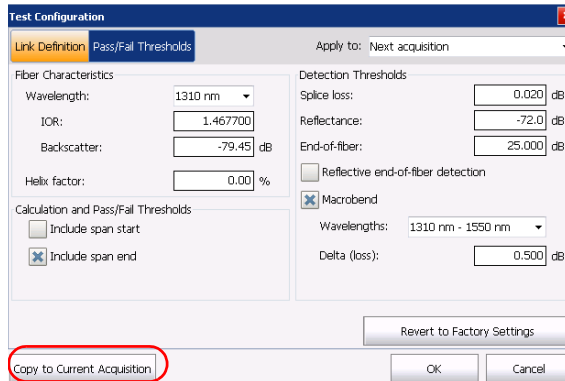 Test Configuration
Link Definition Pass/Fail Thresholds
Apply to: Next acquisition
Fiber Characteristics
Wavelength: 1310 nm
IOR: 1.467700
Backscatter: -79.45 dB
Helix factor: 0.00 %
Calculation and Pass/Fail Thresholds
Include span start
Include span end
Detection Thresholds
Splice loss: 0.020 dB
Reflectance: -72.0 dB
End-of-fiber: 25.000 dB
Reflective end-of-fiber detection
Macrobend
Wavelengths: 1310 nm - 1550 nm
Delta (loss): 0.500 dB
Revert to Factory Settings
Copy to Current Acquisition
OK
Cancel